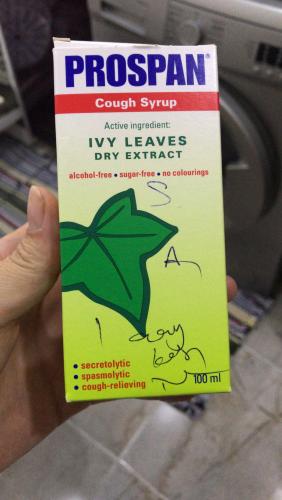 PROSPAN®
Cough Syrup
Active ingredient:
IVY LEAVES
DRY EXTRACT
alcohol-free • sugar-free • no colourings
S
A
1
• secretolytic
• spasmolytic
• cough-relieving
100 ml